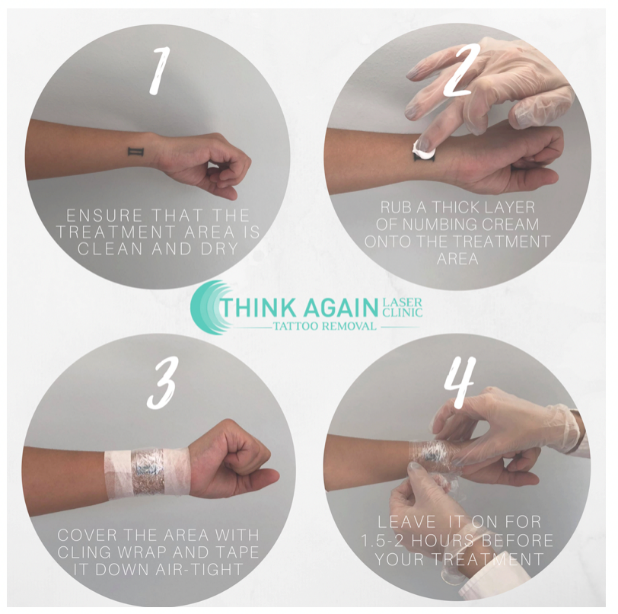 1
ENSURE THAT THE
TREATMENT AREA IS
CLEAN AND DRY
2
RUB A THICK LAYER
OF NUMBING CREAM
ONTO THE TREATMENT
AREA
THINK AGAIN LASER
CLINIC
TATTOO REMOVAL
3
COVER THE AREA WITH
CLING WRAP AND TAPE
IT DOWN AIR-TIGHT
4
LEAVE IT ON FOR
1.5-2 HOURS BEFORE
YOUR TREATMENT